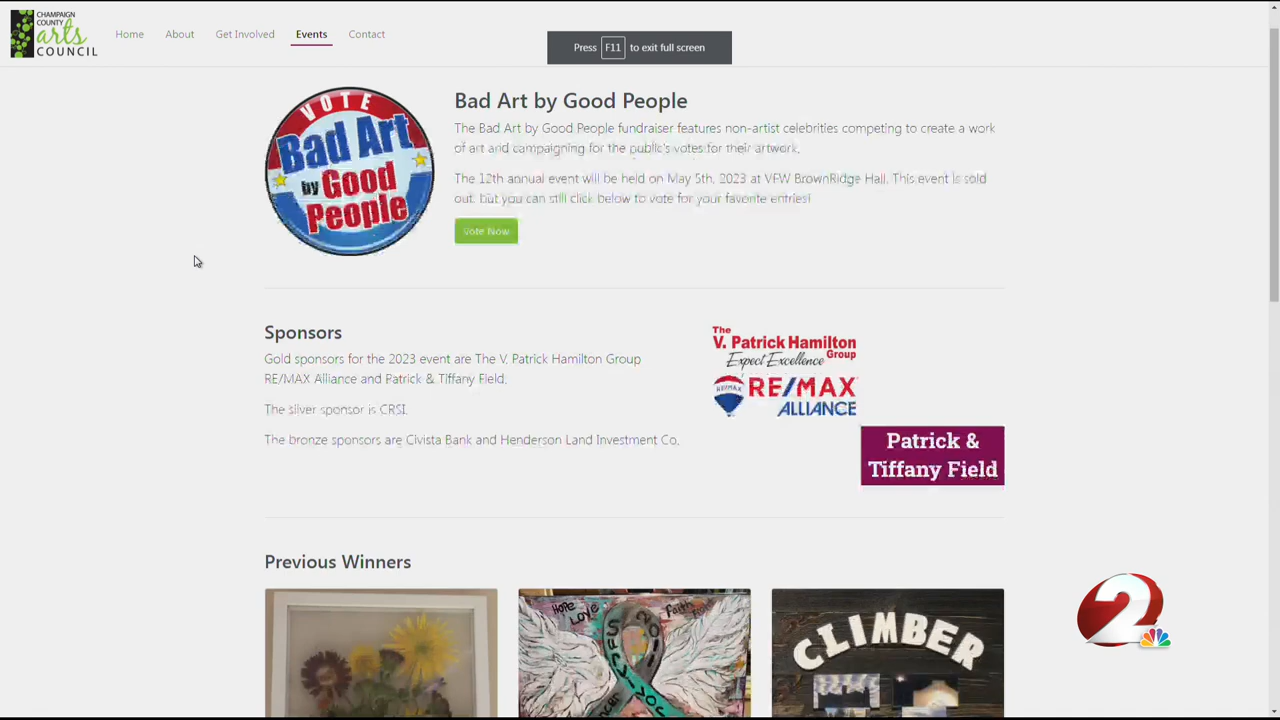 CHAMPAIGN
COUNTY
arts
COUNCIL
Home
About
Get Involved
Events
Contact
Press F11 to exit full screen
VOTE
Bad Art
by Good
People
Bad Art by Good People
The Bad Art by Good People fundraiser features non-artist celebrities competing to create a work
of art and campaigning for the public's votes for their artwork.
The 12th annual event will be held on May 5th, 2023 at VFW BrownRidge Hall. This event is sold
out, but you can still click below to vote for your favorite entries!
Vote Now
Sponsors
Gold sponsors for the 2023 event are The V. Patrick Hamilton Group
RE/MAX Alliance and Patrick & Tiffany Field.
The silver sponsor is CRSI.
The bronze sponsors are Civista Bank and Henderson Land Investment Co.
The
V. Patrick Hamilton
Group
Expect Excellence
RE/MAX
RE/MAX
ALLIANCE
Patrick &
Tiffany Field
Previous Winners
Hope
Love
Faith
Survivor
CLIMBER
2